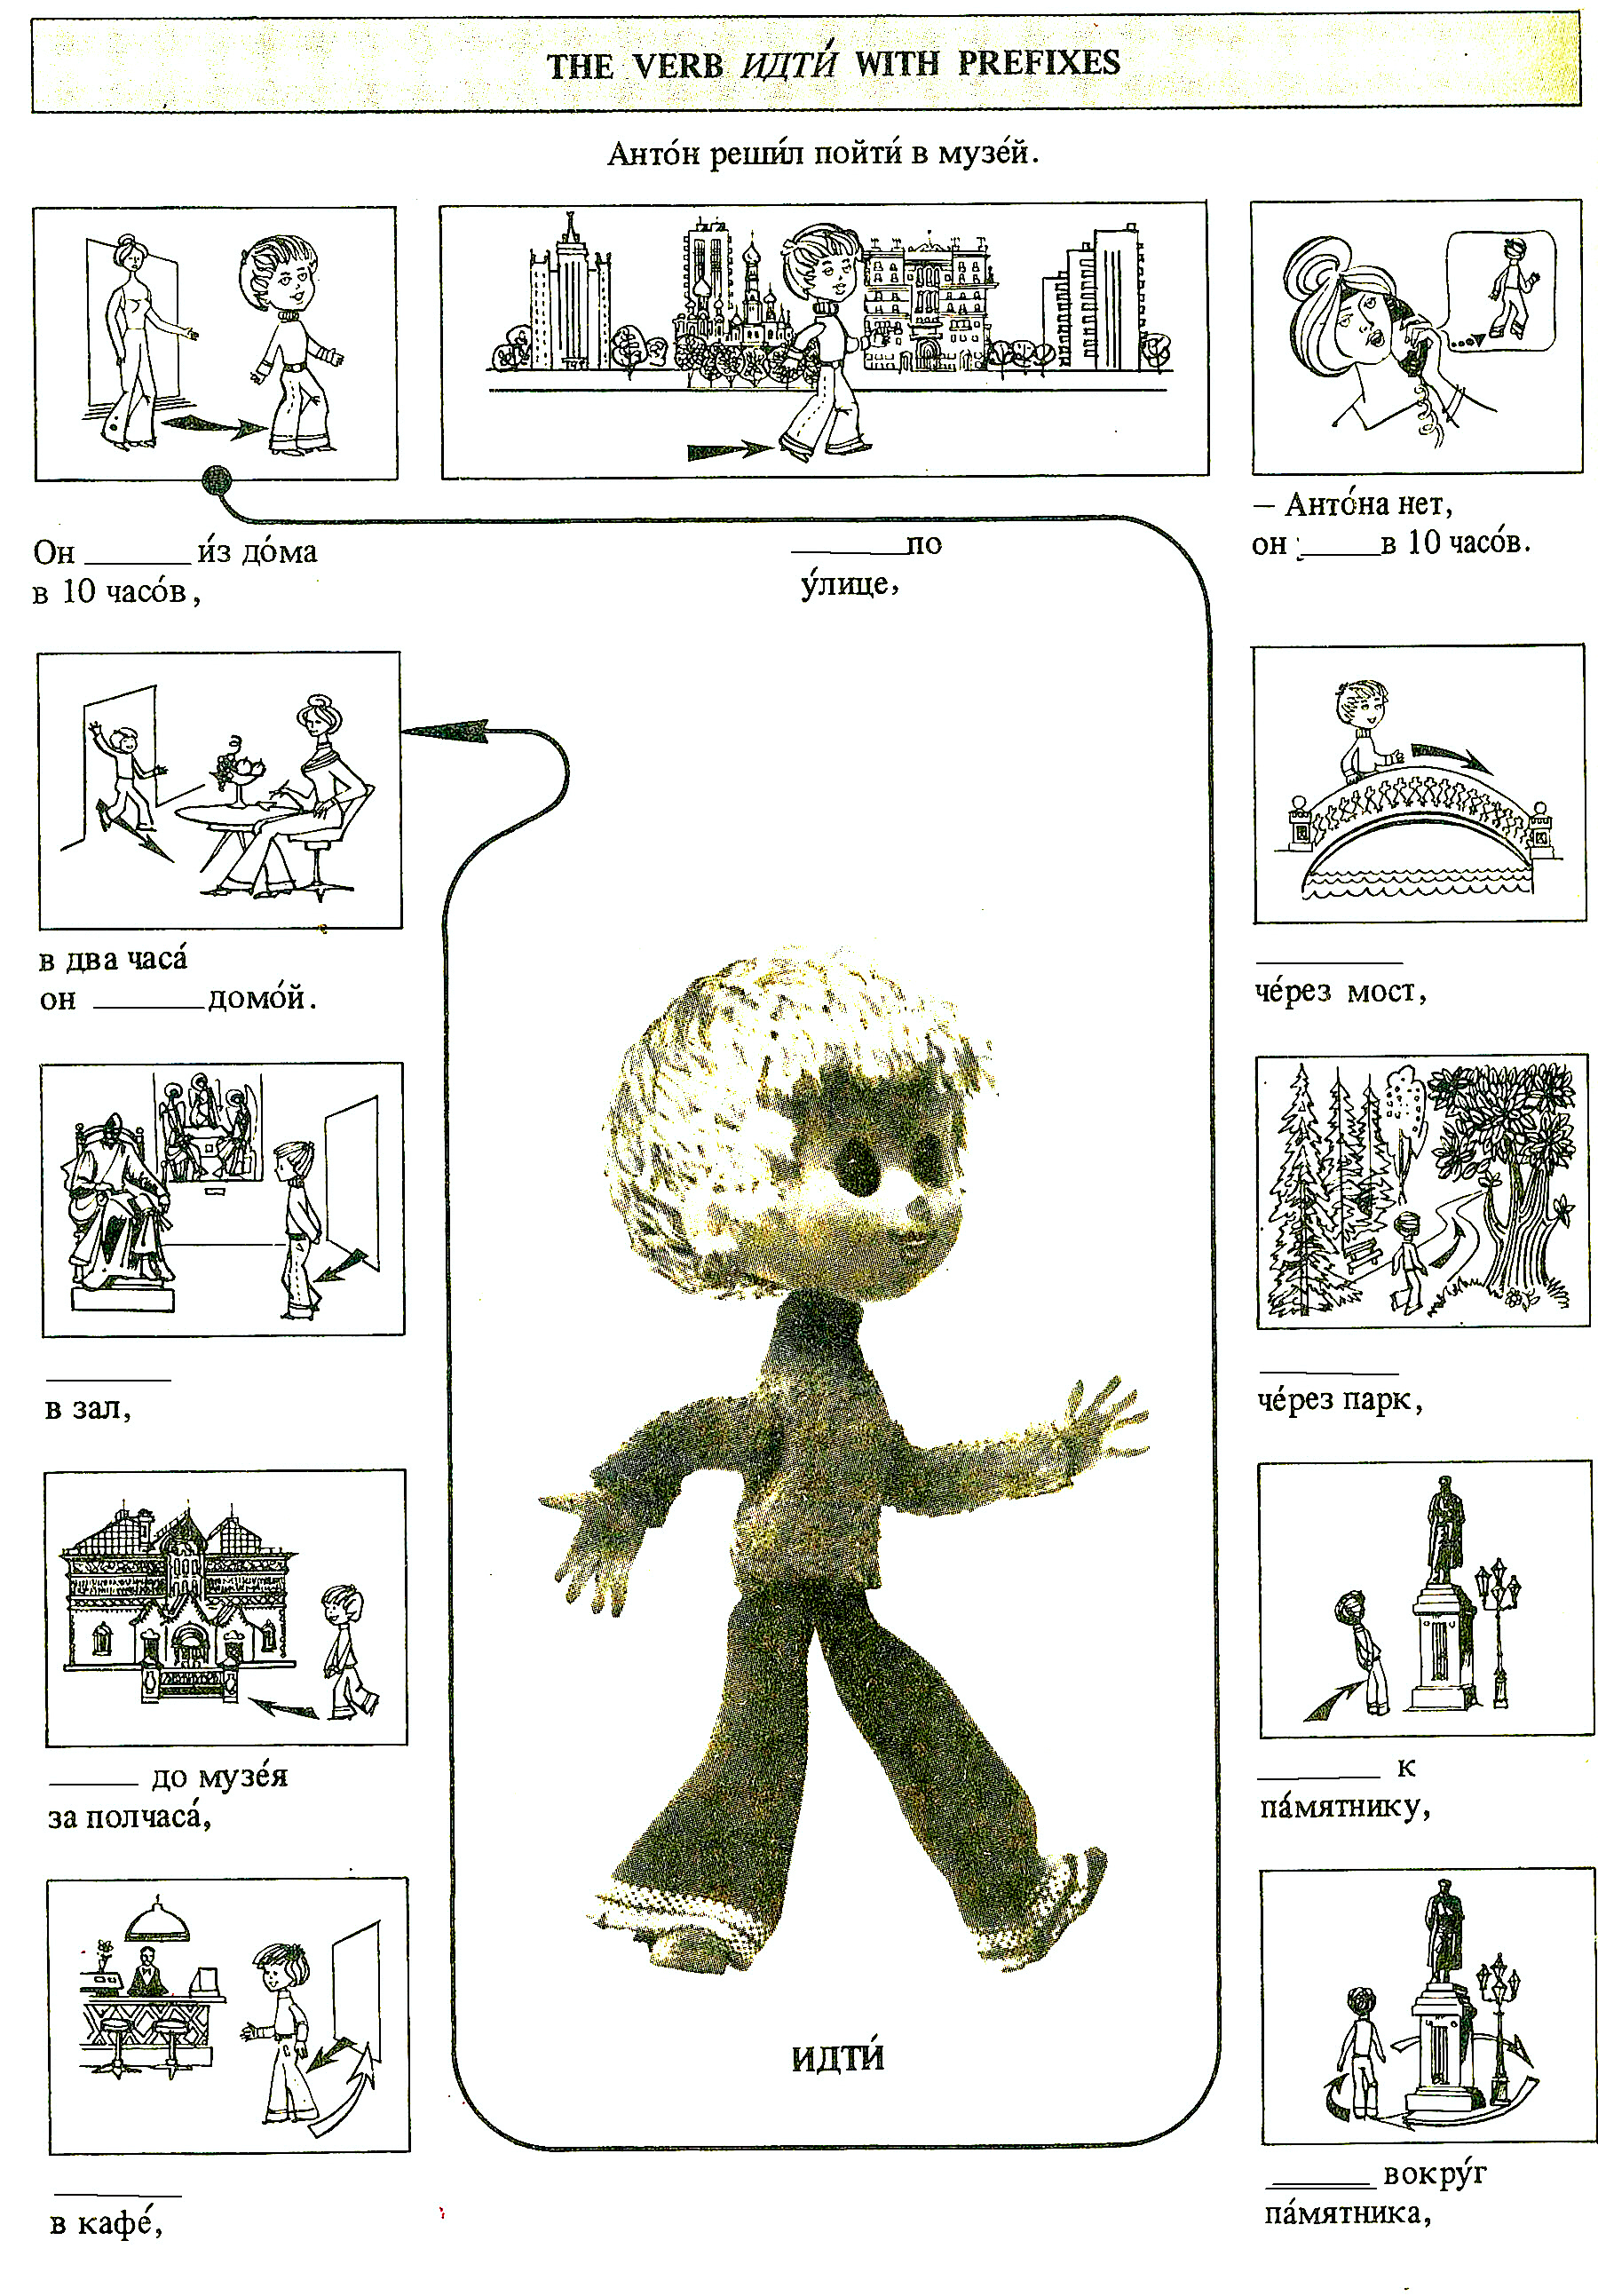 THE VERB ИДТИ́ WITH PREFIXES
Анто́н реши́л пойти́ в музе́й.
Он ______ и́з до́ма
в 10 часо́в,
______ по
у́лице,
– Анто́на нет,
он ______ в 10 часо́в.
______
че́рез мост,
______
че́рез парк,
______ к
па́мятнику,
______ вокру́г
па́мятника,
______
в кафе́,
______ до музе́я
за полчаса́,
______
в зал,
в два часа́
он ______ домо́й.
ИДТИ́